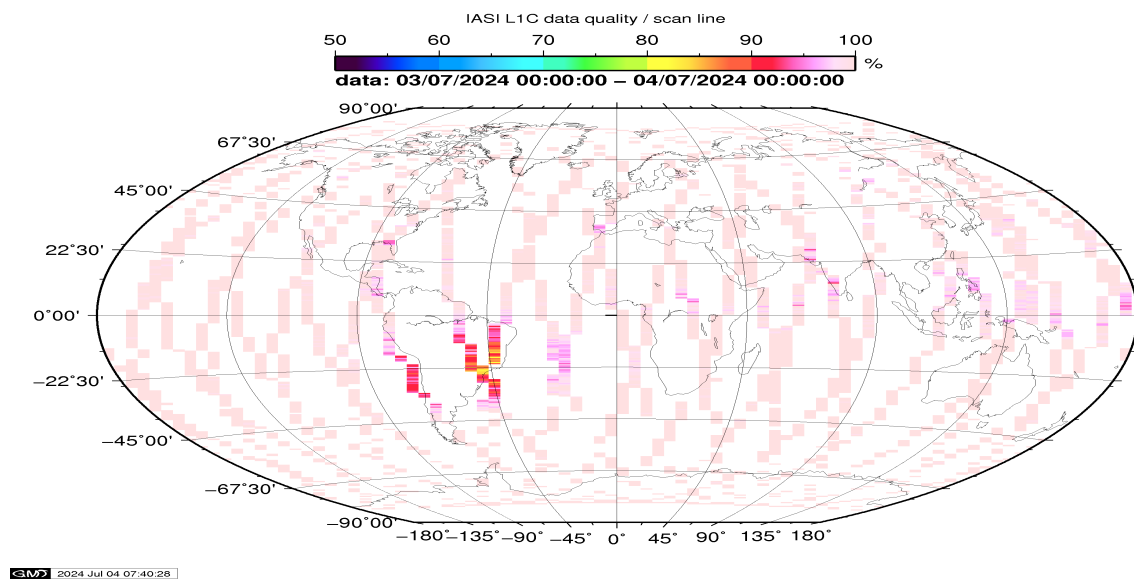 IASI L1C data quality / scan line
50 60 70 80 90 100
%
data: 03/07/2024 00:00:00 – 04/07/2024 00:00:00
90°00'
67°30'
45°00'
22°30'
0°00'
−22°30'
−45°00'
−67°30'
−90°00'
−180° −135° −90° −45° 0° 45° 90° 135° 180°
GMT 2024 Jul 04 07:40:28